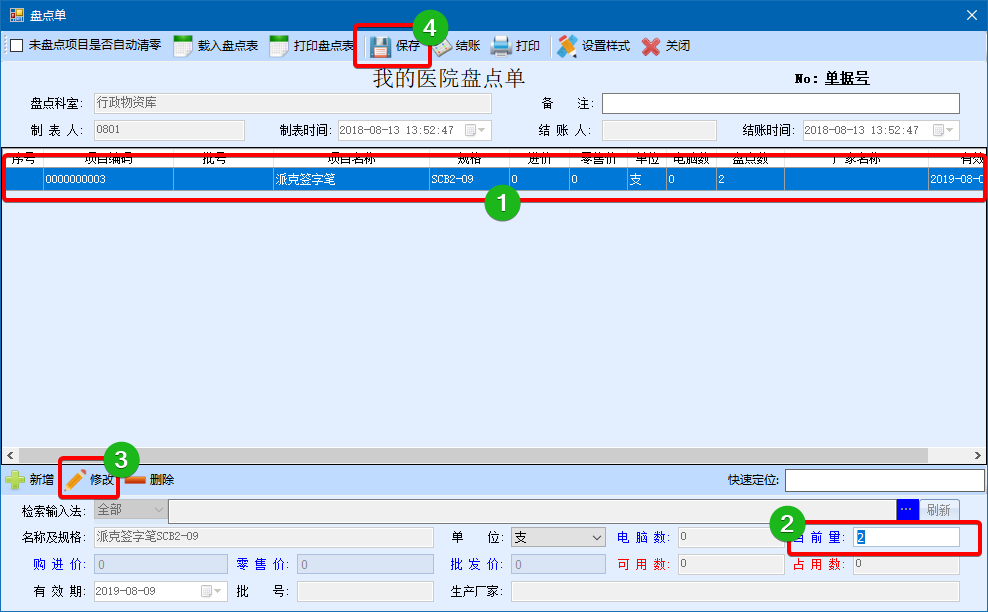 盘点单
未盘点项目是否自动清零 载入盘点表 打印盘点表 保存 结账 打印 设置样式 关闭
4
我的医院盘点单
No: 单据号
盘点科室: 行政物资库 备 注:
制 表 人: 0801 制表时间: 2018-08-13 13:52:47 结 账 人: 结账时间: 2018-08-13 13:52:47
序号 项目编码 批号 项目名称 规格 进价 零售价 单位 电脑数 盘点数 厂家名称 有效
0000000003 派克签字笔 SCB2-09 0 0 支 0 2 2019-08-0
1
新增 修改 3 删除 快速定位:
检索输入法: 全部 ... 刷新
2
名称及规格: 派克签字笔SCB2-09 单 位: 支 电 脑 数: 0 当 前 量: 2
购 进 价: 0 零 售 价: 0 批 发 价: 0 可 用 数: 0 占 用 数: 0
有 效 期: 2019-08-09 批 号: 生产厂家: